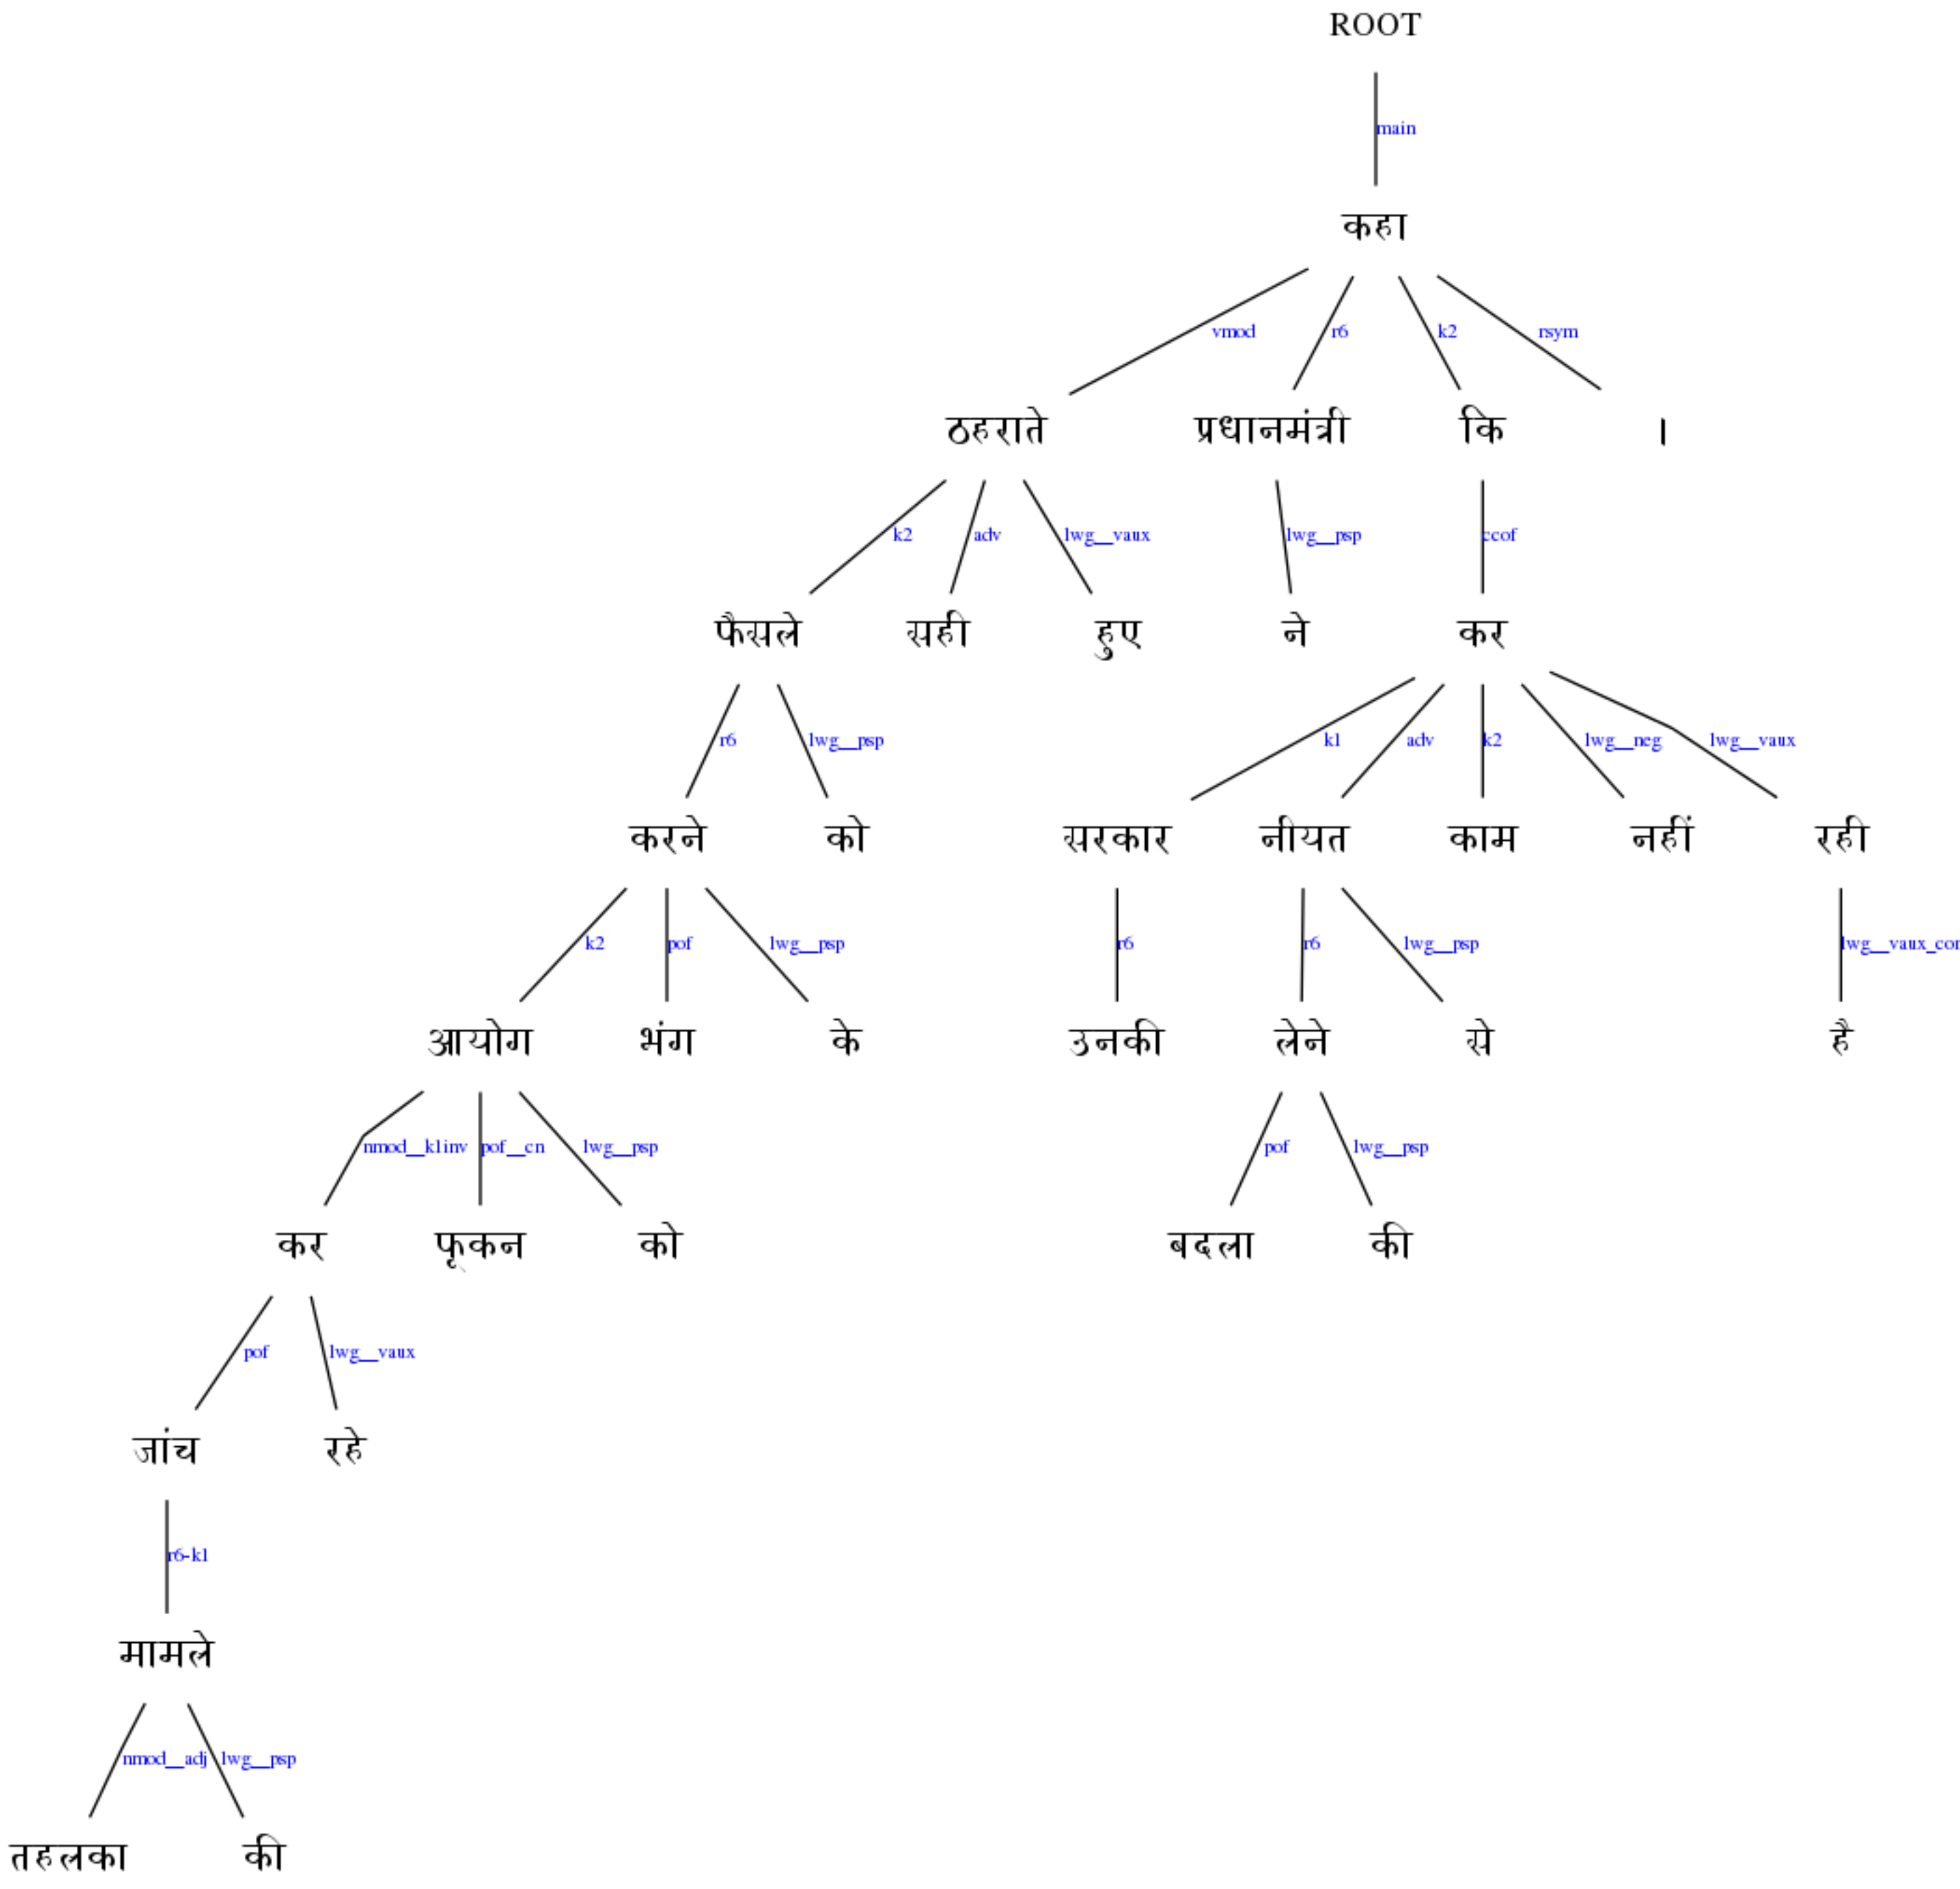 ROOT
main
कहा
vmod r6 k2 rsym
ठहराते प्रधानमंत्री कि ।
k2 adv lwg__vaux lwg__psp ccof
फैसले सही हुए ने कर
r6 lwg__psp k1 adv k2 lwg__neg lwg__vaux
करने को सरकार नीयत काम नहीं रही
k2 pof lwg__psp r6 r6 lwg__psp lwg__vaux_con
आयोग भंग के उनकी लेने से है
nmod__k1inv pof__cn lwg__psp pof lwg__psp
कर फूकन को बदला की
pof lwg__vaux
जांच रहे
r6-k1
मामले
nmod__adj lwg__psp
तहलका की